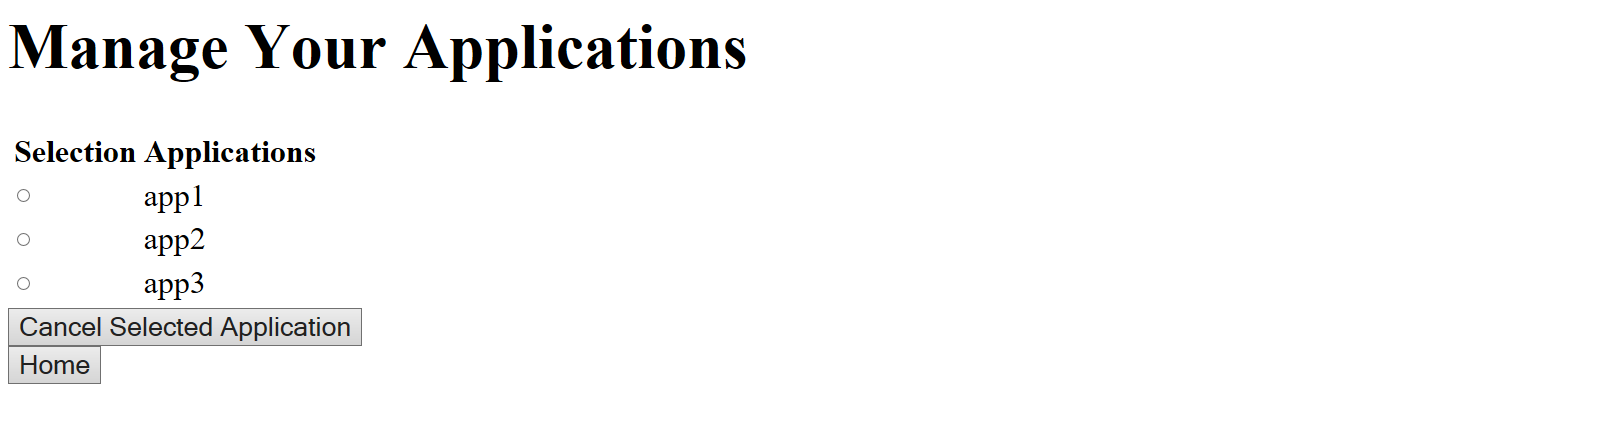 Manage Your Applications
Selection Applications
app1
app2
app3
Cancel Selected Application
Home